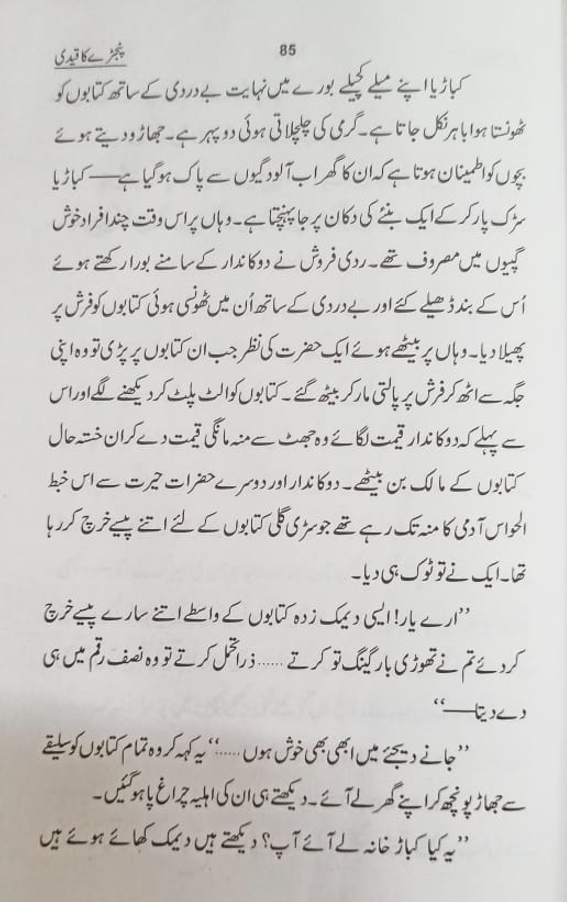 پنجڑے کا قیدی
85
کباڑیا اپنے میلے کچیلے بورے میں نہایت بے دردی کے ساتھ کتابوں کو
ٹھونستا ہوا باہر نکل جاتا ہے۔ گرمی کی چلچلاتی ہوئی دوپہر ہے۔ جھاڑو دیتے ہوئے
بچوں کو اطمینان ہوتا ہے کہ ان کا گھر اب آلودگیوں سے پاک ہوگیا ہے — کباڑیا
سڑک پار کر کے ایک بنئے کی دکان پر جا پہنچتا ہے۔ وہاں پر اس وقت چند افراد خوش
گپیوں میں مصروف تھے۔ ردی فروش نے دوکاندار کے سامنے بورا رکھتے ہوئے
اُس کے بند ڈھیلے کئے اور بے دردی کے ساتھ اُن میں ٹھونسی ہوئی کتابوں کو فرش پر
پھیلا دیا۔ وہاں پر بیٹھے ہوئے ایک حضرت کی نظر جب ان کتابوں پر پڑی تو وہ اپنی
جگہ سے اٹھ کر فرش پر پالتی مار کر بیٹھ گئے۔ کتابوں کو الٹ پلٹ کر دیکھنے لگے اور اس
سے پہلے کہ دوکاندار قیمت لگائے وہ جھٹ سے منہ مانگی قیمت دے کر ان خستہ حال
کتابوں کے مالک بن بیٹھے۔ دوکاندار اور دوسرے حضرات حیرت سے اس خبط
الحواس آدمی کا منہ تک رہے تھے جو سڑی گلی کتابوں کے لئے اتنے پیسے خرچ کر رہا
تھا۔ ایک نے تو ٹوک ہی دیا۔
”ارے یار! ایسی دیمک زدہ کتابوں کے واسطے اتنے سارے پیسے خرچ
کر دئے تم نے تھوڑی بارگینگ تو کرتے ...... ذرا تحمل کرتے تو وہ نصف رقم میں ہی
دے دیتا —“
”جانے دیجئے میں ابھی بھی خوش ہوں .....“ یہ کہہ کر وہ تمام کتابوں کو سلیقے
سے جھاڑ پونچھ کر اپنے گھر لے آئے۔ دیکھتے ہی ان کی اہلیہ چراغ پا ہوگئیں۔
”یہ کیا کباڑ خانہ لے آئے آپ؟ دیکھتے ہیں دیمک کھائے ہوئے ہیں